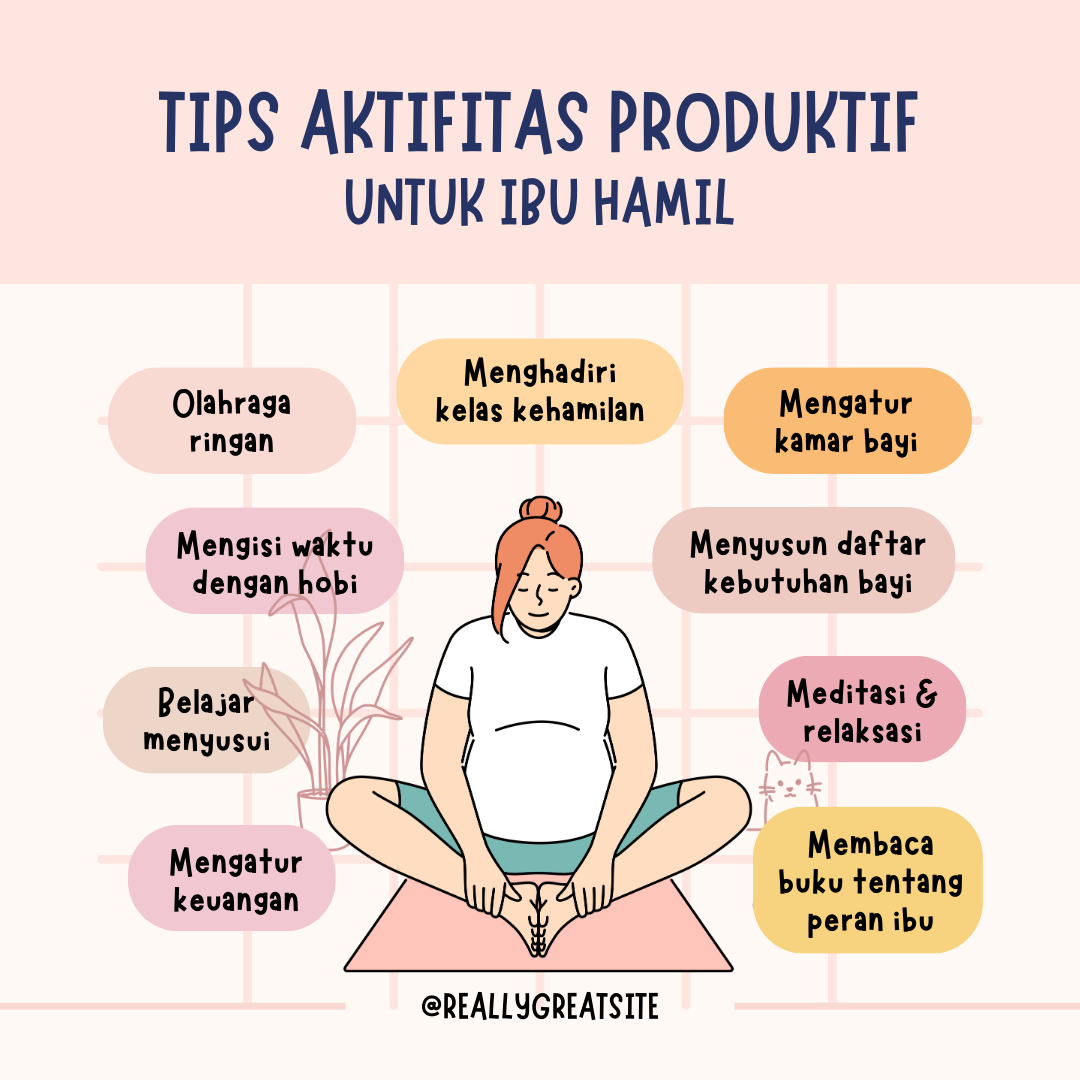 TIPS AKTIFITAS PRODUKTIF
UNTUK IBU HAMIL
Olahraga
ringan
Menghadiri
kelas kehamilan
Mengatur
kamar bayi
Mengisi waktu
dengan hobi
Menyusun daftar
kebutuhan bayi
Belajar
menyusui
Meditasi &
relaksasi
Mengatur
keuangan
Membaca
buku tentang
peran ibu
@REALLYGREATSITE